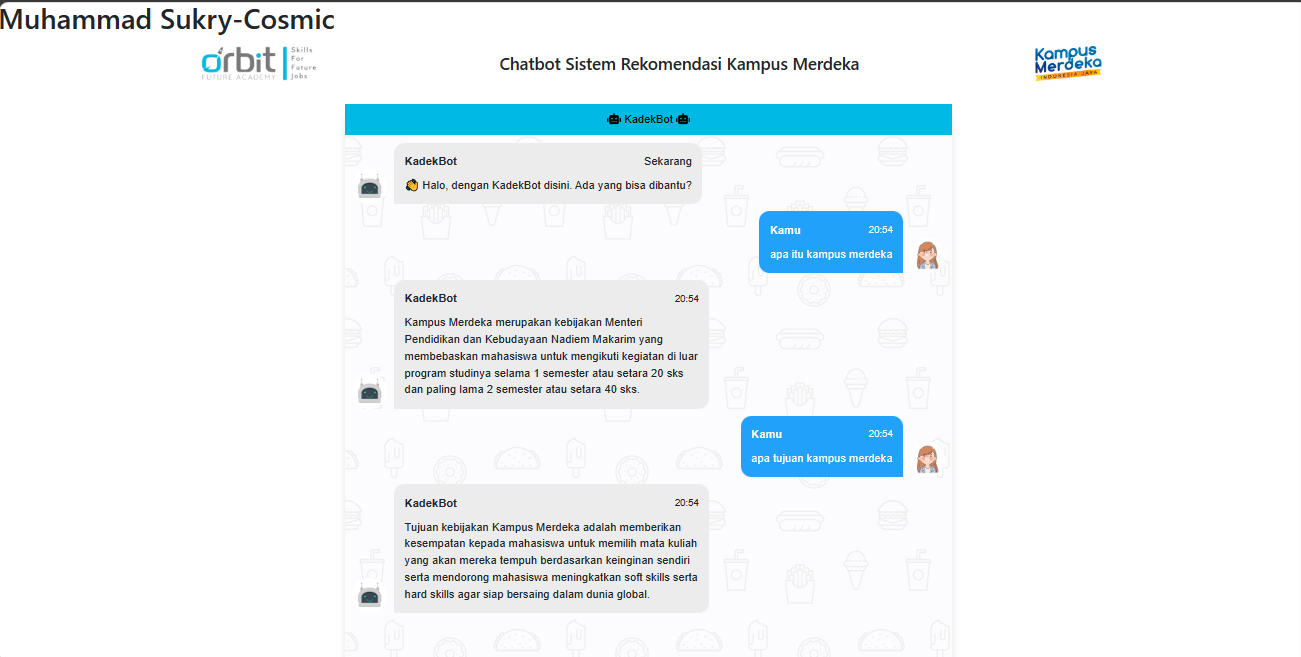 Muhammad Sukry-Cosmic
orbit
FUTURE ACADEMY
Skills
For
Future
Jobs
Chatbot Sistem Rekomendasi Kampus Merdeka
Kampus
Merdeka
INDONESIA JAYA
KadekBot
KadekBot Sekarang
Halo, dengan KadekBot disini. Ada yang bisa dibantu?
Kamu 20:54
apa itu kampus merdeka
KadekBot 20:54
Kampus Merdeka merupakan kebijakan Menteri
Pendidikan dan Kebudayaan Nadiem Makarim yang
membebaskan mahasiswa untuk mengikuti kegiatan di luar
program studinya selama 1 semester atau setara 20 sks
dan paling lama 2 semester atau setara 40 sks.
Kamu 20:54
apa tujuan kampus merdeka
KadekBot 20:54
Tujuan kebijakan Kampus Merdeka adalah memberikan
kesempatan kepada mahasiswa untuk memilih mata kuliah
yang akan mereka tempuh berdasarkan keinginan sendiri
serta mendorong mahasiswa meningkatkan soft skills serta
hard skills agar siap bersaing dalam dunia global.